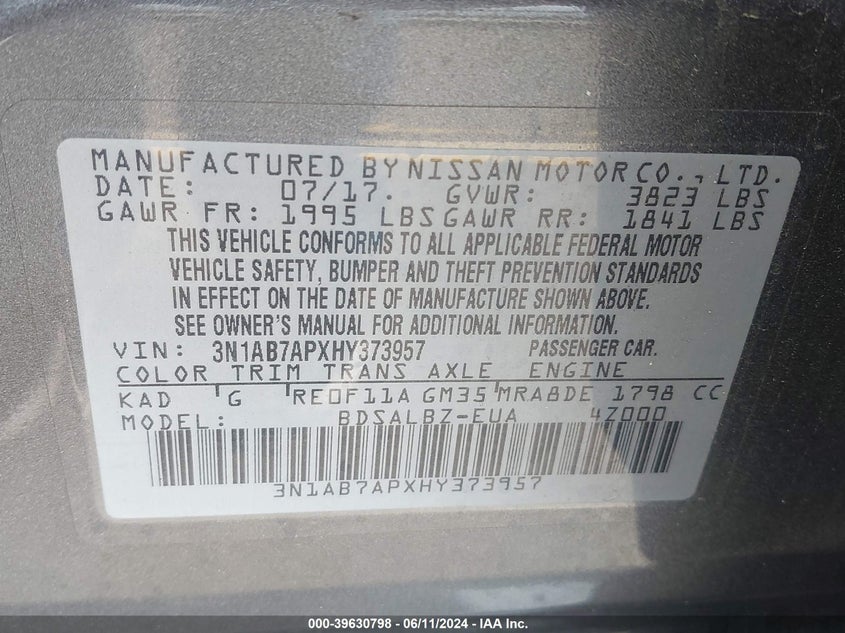 MANUFACTURED BY NISSAN MOTOR CO., LTD.
DATE: 07/17. GVWR: 3823 LBS
GAWR FR: 1995 LBS GAWR RR: 1841 LBS
THIS VEHICLE CONFORMS TO ALL APPLICABLE FEDERAL MOTOR
VEHICLE SAFETY, BUMPER AND THEFT PREVENTION STANDARDS
IN EFFECT ON THE DATE OF MANUFACTURE SHOWN ABOVE.
SEE OWNER'S MANUAL FOR ADDITIONAL INFORMATION.
VIN: 3N1AB7APXHY373957 PASSENGER CAR.
COLOR TRIM TRANS AXLE ENGINE
KAD G RE0F11A GM35 MRA8DE 1798 CC
MODEL: BDSALBZ-EUA 4Z000
3N1AB7APXHY373957
000-39630798 - 06/11/2024 - IAA Inc.